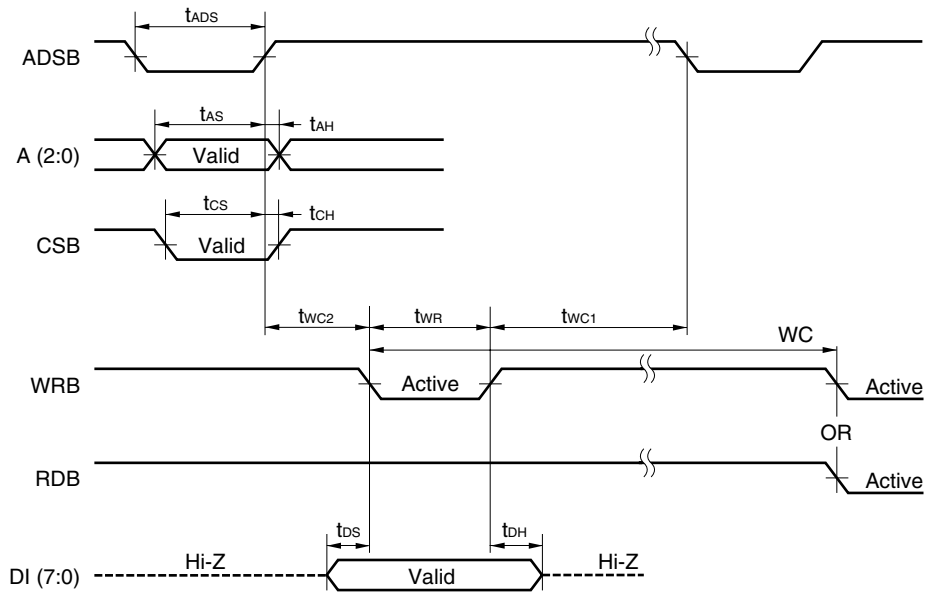 tADS
ADSB
tAS tAH
A (2:0) Valid
tCS tCH
CSB Valid
tWC2 tWR tWC1
WC
WRB Active Active
OR
RDB Active
tDS tDH
Hi-Z Hi-Z
DI (7:0) Valid